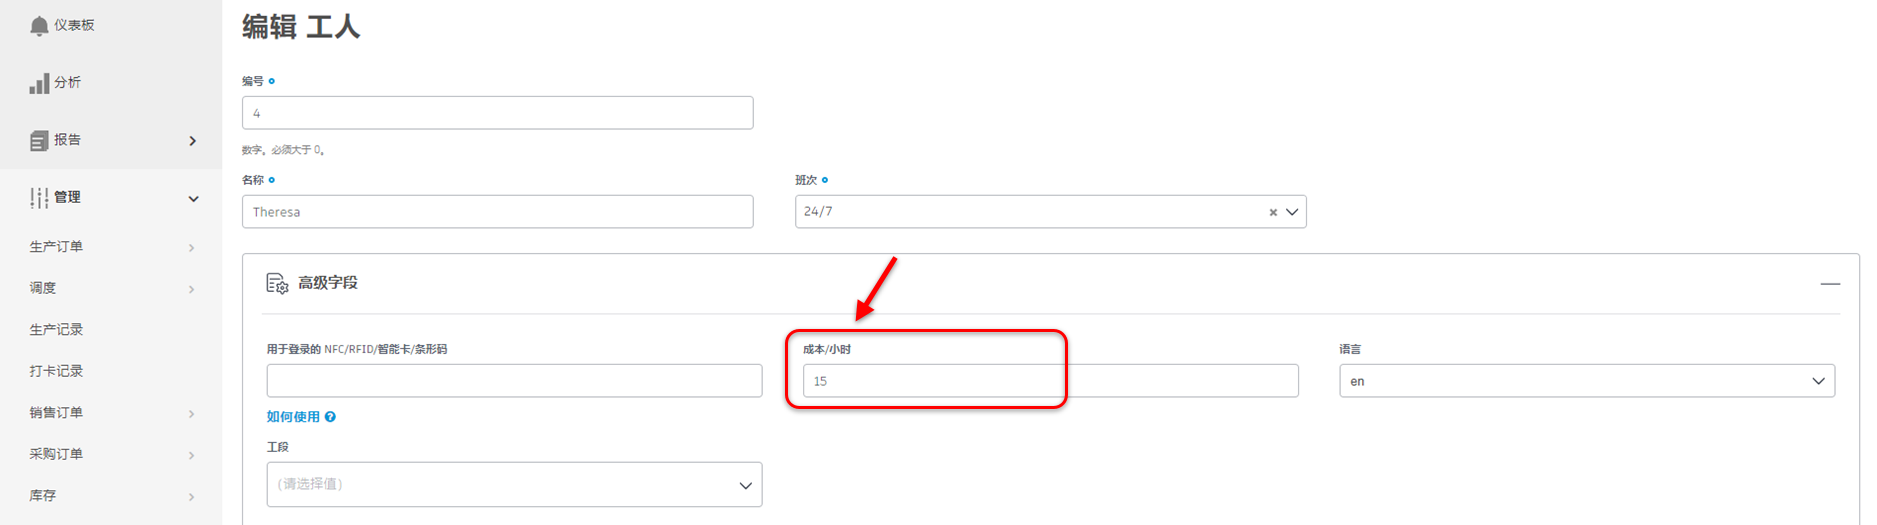 仪表板
分析
报告
管理
生产订单
调度
生产记录
打卡记录
销售订单
采购订单
库存
编辑 工人
编号
4
数字。必须大于 0。
名称
Theresa
班次
24/7
高级字段
用于登录的 NFC/RFID/智能卡/条形码
如何使用
成本/小时
15
语言
en
工段
(请选择值)